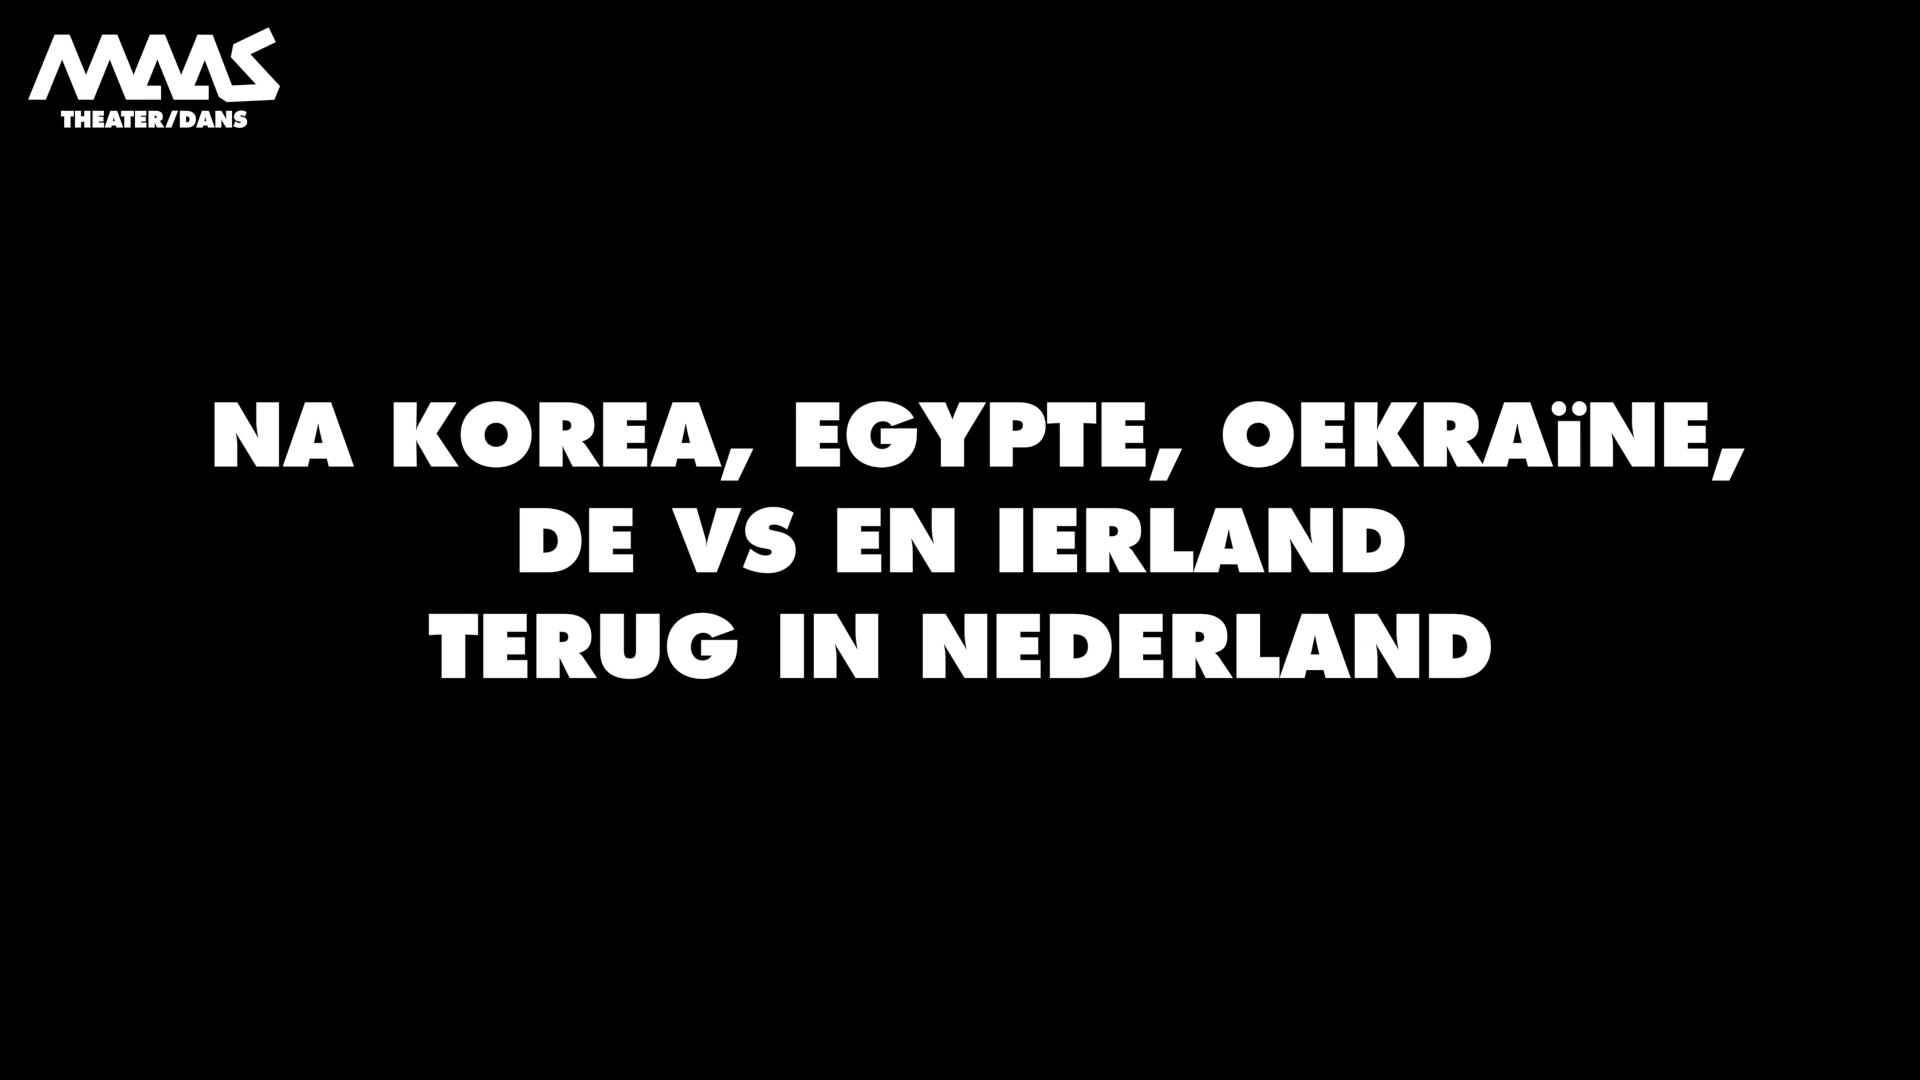 MAAS
THEATER/DANS
NA KOREA, EGYPTE, OEKRAïNE,
DE VS EN IERLAND
TERUG IN NEDERLAND